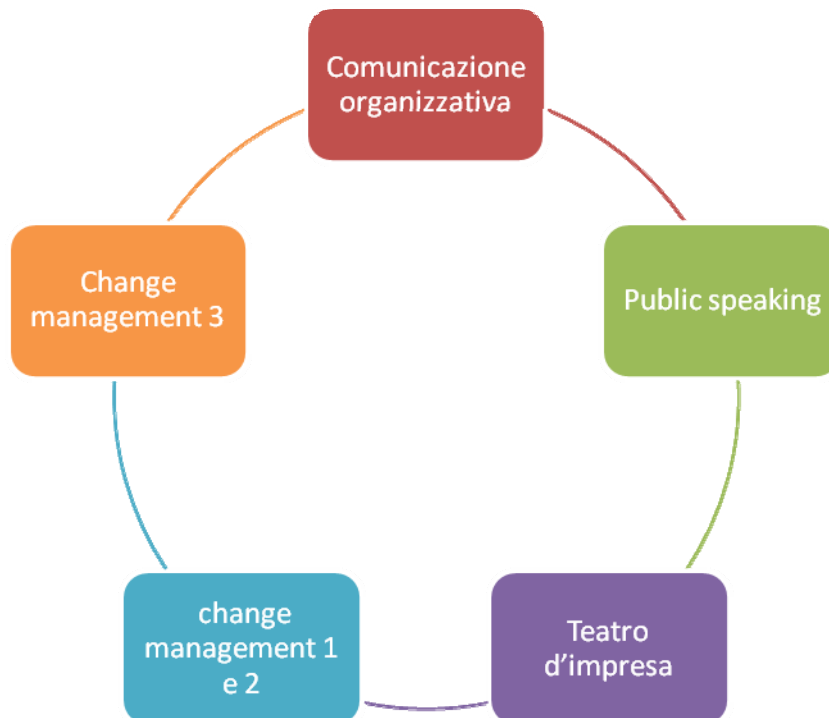 Comunicazione
organizzativa
Public speaking
Teatro
d’impresa
change
management 1
e 2
Change
management 3